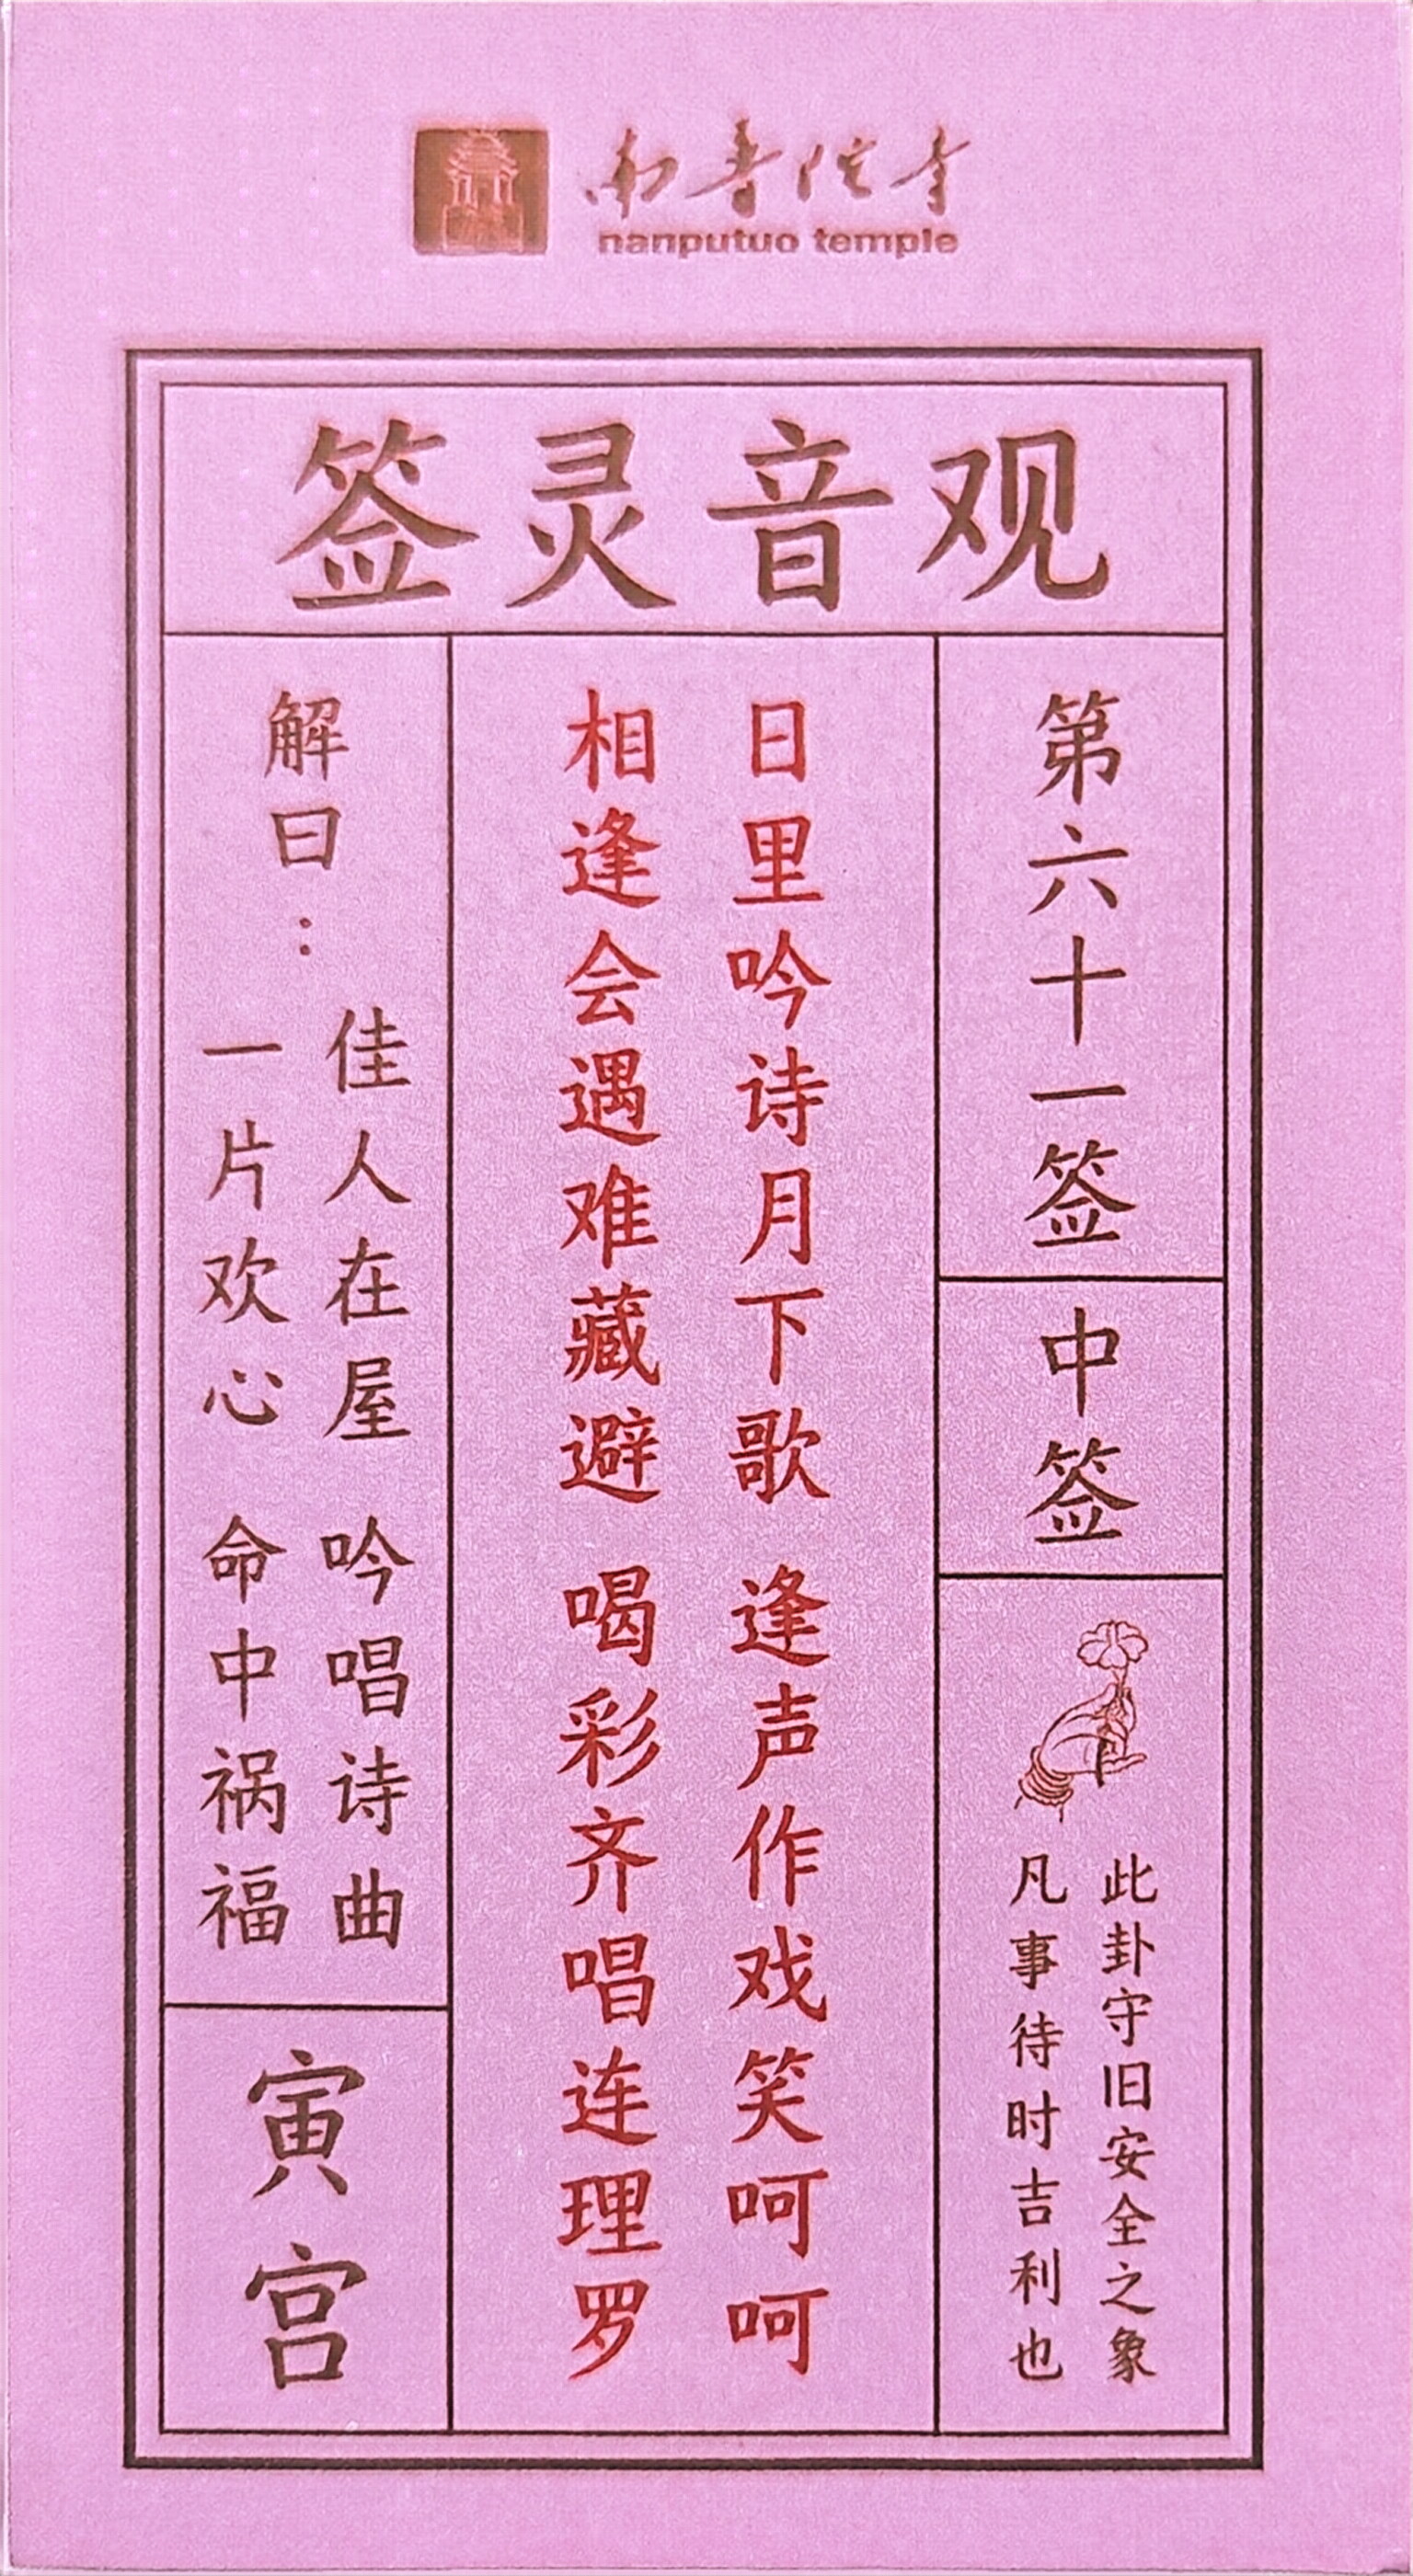 南普陀寺
nanputuo temple
观音灵签
第六十一签
中签
此卦守旧安全之象
凡事待时吉利也
日里吟诗月下歌 逢声作戏笑呵呵
相逢会遇难藏避 喝彩齐唱连理罗
解曰：
佳人在屋 吟唱诗曲
一片欢心 命中祸福
寅宫